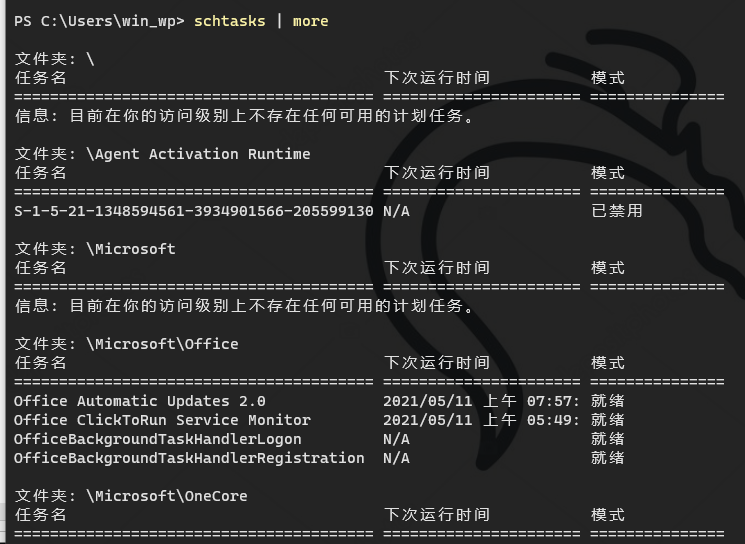 PS C:\Users\win_wp> schtasks | more
文件夹: \
任务名 下次运行时间 模式
======================================== ====================== ===============
信息: 目前在你的访问级别上不存在任何可用的计划任务。
文件夹: \Agent Activation Runtime
任务名 下次运行时间 模式
======================================== ====================== ===============
S-1-5-21-1348594561-3934901566-205599130 N/A 已禁用
文件夹: \Microsoft
任务名 下次运行时间 模式
======================================== ====================== ===============
信息: 目前在你的访问级别上不存在任何可用的计划任务。
文件夹: \Microsoft\Office
任务名 下次运行时间 模式
======================================== ====================== ===============
Office Automatic Updates 2.0 2021/05/11 上午 07:57: 就绪
Office ClickToRun Service Monitor 2021/05/11 上午 05:49: 就绪
OfficeBackgroundTaskHandlerLogon N/A 就绪
OfficeBackgroundTaskHandlerRegistration N/A 就绪
文件夹: \Microsoft\OneCore
任务名 下次运行时间 模式
======================================== ====================== ===============